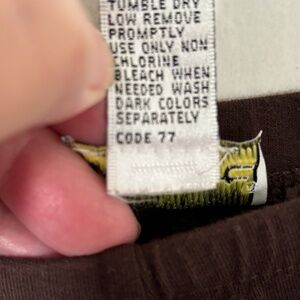 TUMBLE DRY
LOW REMOVE
PROMPTLY
USE ONLY NON
CHLORINE
BLEACH WHEN
NEEDED WASH
DARK COLORS
SEPARATELY
CODE 77